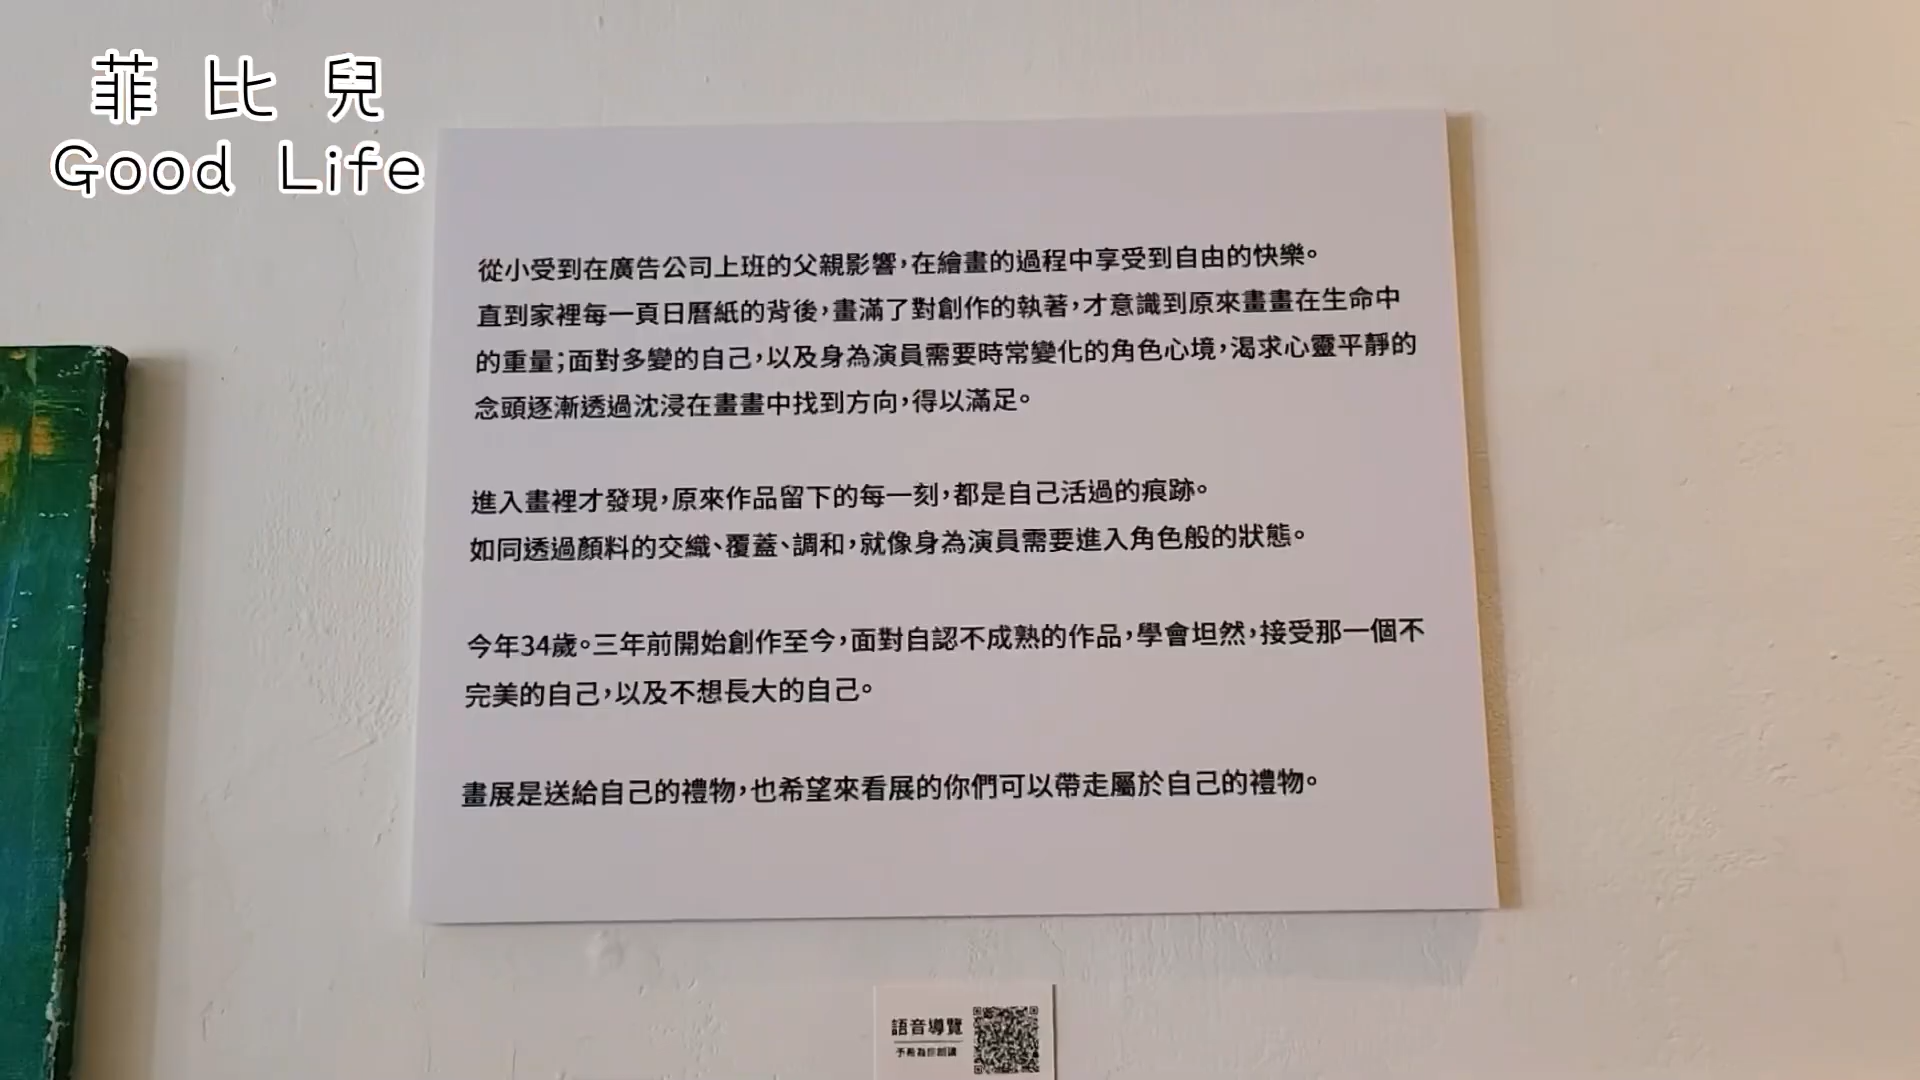 菲比兒
Good Life
從小受到在廣告公司上班的父親影響，在繪畫的過程中享受到自由的快樂。
直到家裡每一頁日曆紙的背後，畫滿了對創作的執著，才意識到原來畫畫在生命中
的重量；面對多變的自己，以及身為演員需要時常變化的角色心境，渴求心靈平靜的
念頭逐漸透過沈浸在畫畫中找到方向，得以滿足。
進入畫裡才發現，原來作品留下的每一刻，都是自己活過的痕跡。
如同透過顏料的交織、覆蓋、調和，就像身為演員需要進入角色般的狀態。
今年34歲。三年前開始創作至今，面對自認不成熟的作品，學會坦然，接受那一個不
完美的自己，以及不想長大的自己。
畫展是送給自己的禮物，也希望來看展的你們可以帶走屬於自己的禮物。
語音導覽
予希為你朗讀